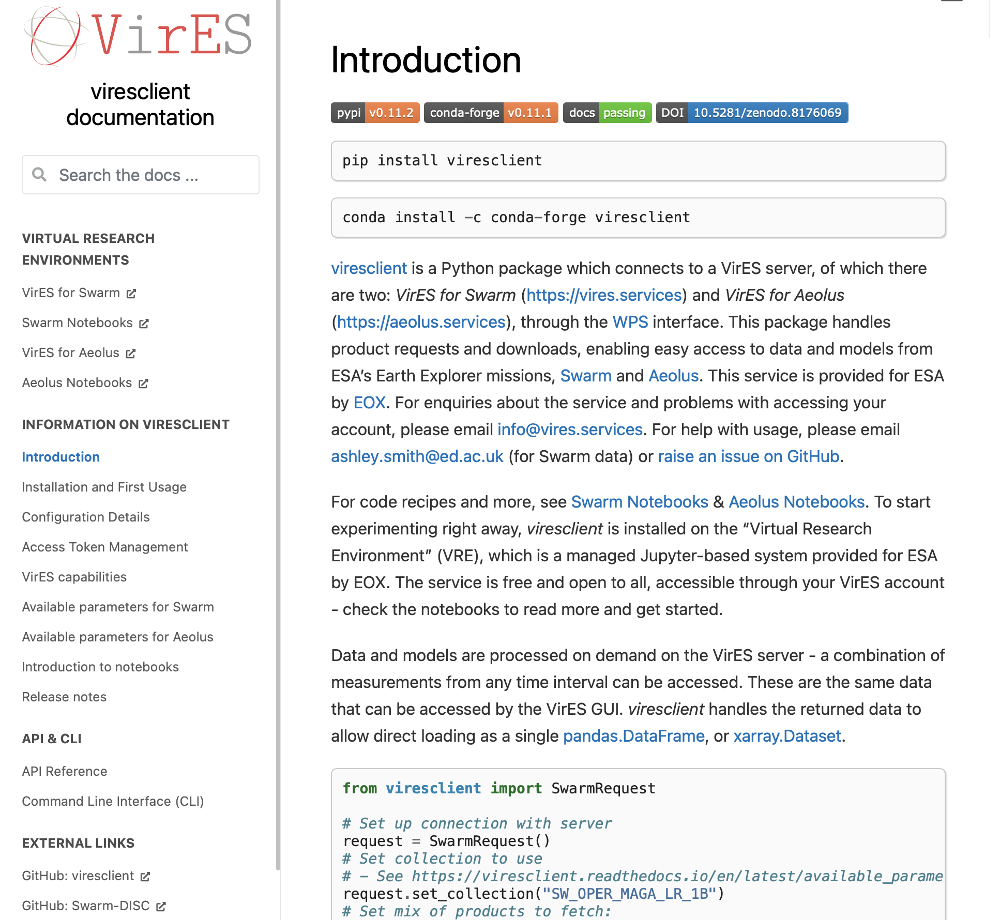 VirES
viresclient
documentation
Search the docs ...
VIRTUAL RESEARCH
ENVIRONMENTS
VirES for Swarm
Swarm Notebooks
VirES for Aeolus
Aeolus Notebooks
INFORMATION ON VIRESCLIENT
Introduction
Installation and First Usage
Configuration Details
Access Token Management
VirES capabilities
Available parameters for Swarm
Available parameters for Aeolus
Introduction to notebooks
Release notes
API & CLI
API Reference
Command Line Interface (CLI)
EXTERNAL LINKS
GitHub: viresclient
GitHub: Swarm-DISC
Introduction
pypi v0.11.2 conda-forge v0.11.1 docs passing DOI 10.5281/zenodo.8176069
pip install viresclient
conda install -c conda-forge viresclient
viresclient is a Python package which connects to a VirES server, of which there
are two: VirES for Swarm (https://vires.services) and VirES for Aeolus
(https://aeolus.services), through the WPS interface. This package handles
product requests and downloads, enabling easy access to data and models from
ESA’s Earth Explorer missions, Swarm and Aeolus. This service is provided for ESA
by EOX. For enquiries about the service and problems with accessing your
account, please email info@vires.services. For help with usage, please email
ashley.smith@ed.ac.uk (for Swarm data) or raise an issue on GitHub.
For code recipes and more, see Swarm Notebooks & Aeolus Notebooks. To start
experimenting right away, viresclient is installed on the “Virtual Research
Environment” (VRE), which is a managed Jupyter-based system provided for ESA
by EOX. The service is free and open to all, accessible through your VirES account
- check the notebooks to read more and get started.
Data and models are processed on demand on the VirES server - a combination of
measurements from any time interval can be accessed. These are the same data
that can be accessed by the VirES GUI. viresclient handles the returned data to
allow direct loading as a single pandas.DataFrame, or xarray.Dataset.
from viresclient import SwarmRequest
# Set up connection with server
request = SwarmRequest()
# Set collection to use
# - See https://viresclient.readthedocs.io/en/latest/available_parame
request.set_collection("SW_OPER_MAGA_LR_1B")
# Set mix of products to fetch: